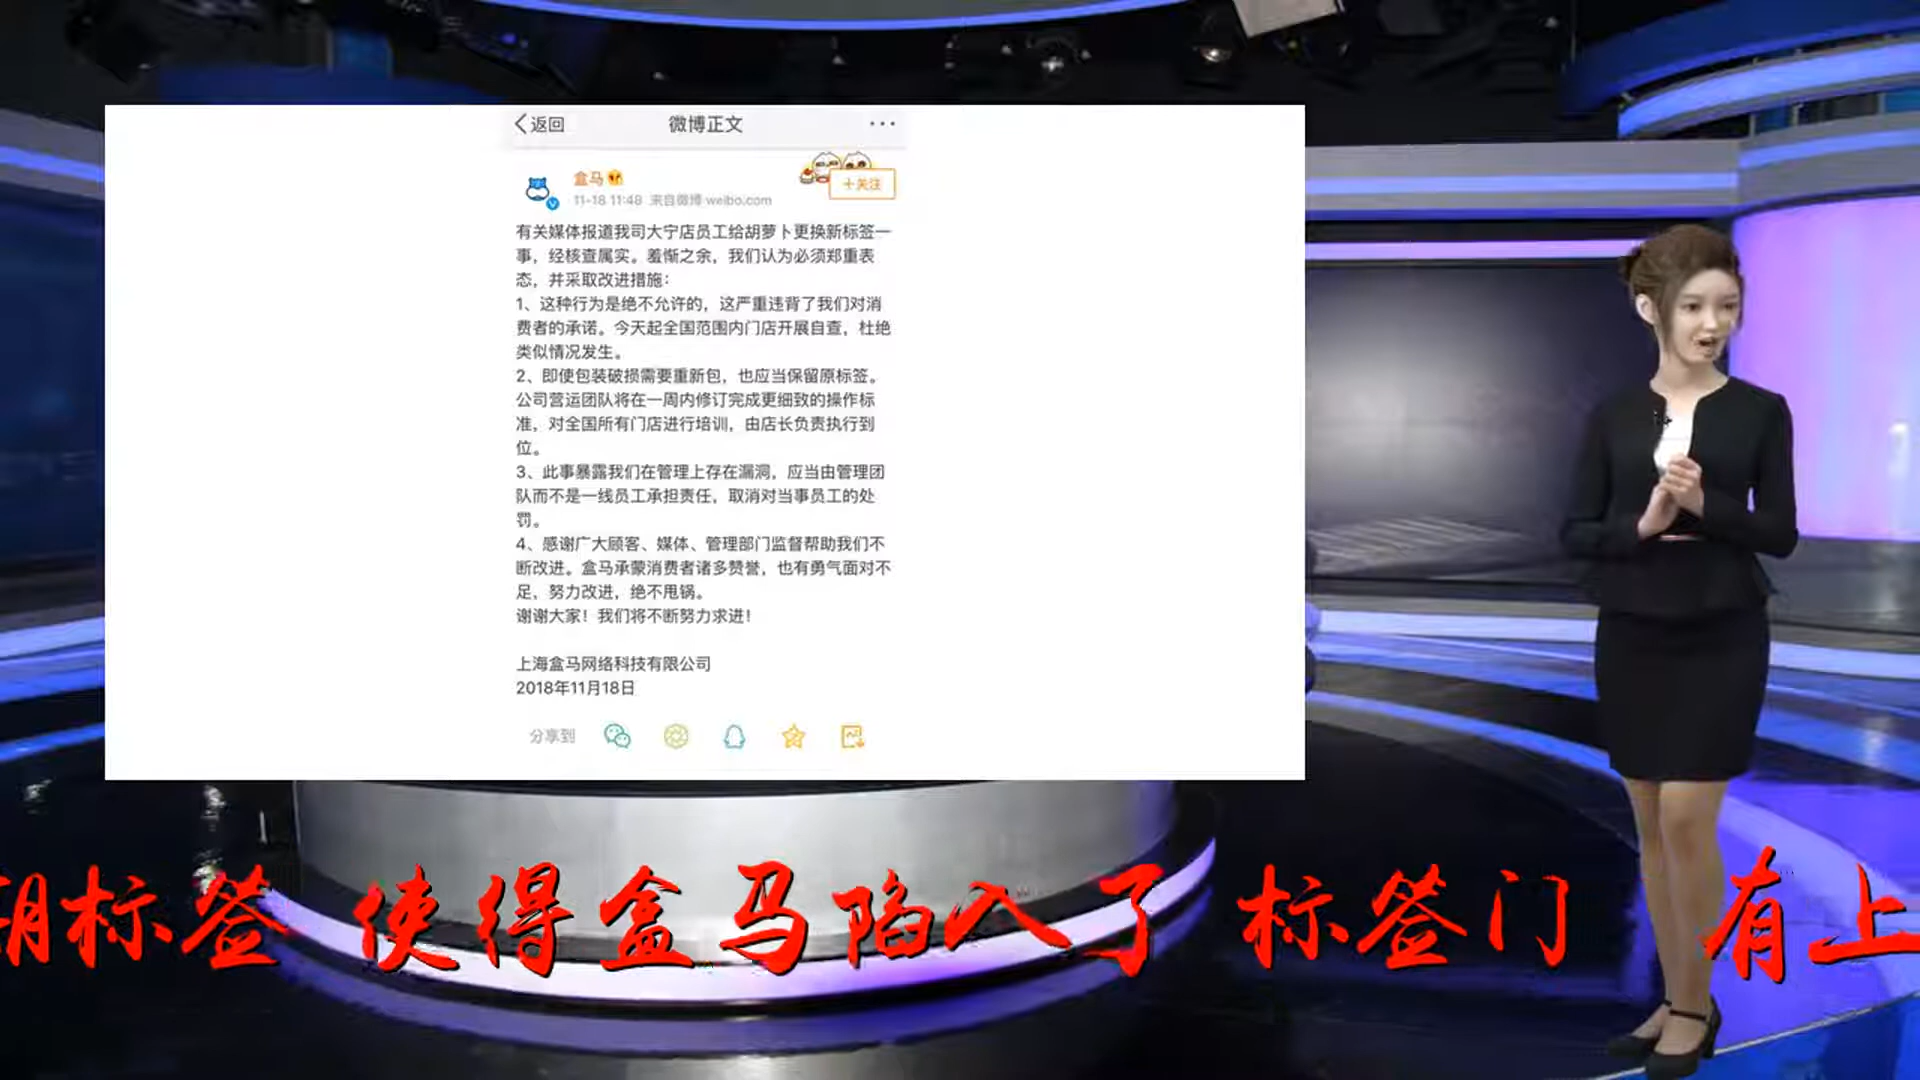 返回 微博正文 ···
盒马
+关注
11-18 11:48 来自微博 weibo.com
有关媒体报道我司大宁店员工给胡萝卜更换新标签一
事，经核查属实。羞惭之余，我们认为必须郑重表
态，并采取改进措施：
1、这种行为是绝不允许的，这严重违背了我们对消
费者的承诺。今天起全国范围内门店开展自查，杜绝
类似情况发生。
2、即使包装破损需要重新包，也应当保留原标签。
公司营运团队将在一周内修订完成更细致的操作标
准，对全国所有门店进行培训，由店长负责执行到
位。
3、此事暴露我们在管理上存在漏洞，应当由管理团
队而不是一线员工承担责任，取消对当事员工的处
罚。
4、感谢广大顾客、媒体、管理部门监督帮助我们不
断改进。盒马承蒙消费者诸多赞誉，也有勇气面对不
足，努力改进，绝不甩锅。
谢谢大家！我们将不断努力求进！
上海盒马网络科技有限公司
2018年11月18日
分享到
期标签 使得盒马陷入了 标签门 有上